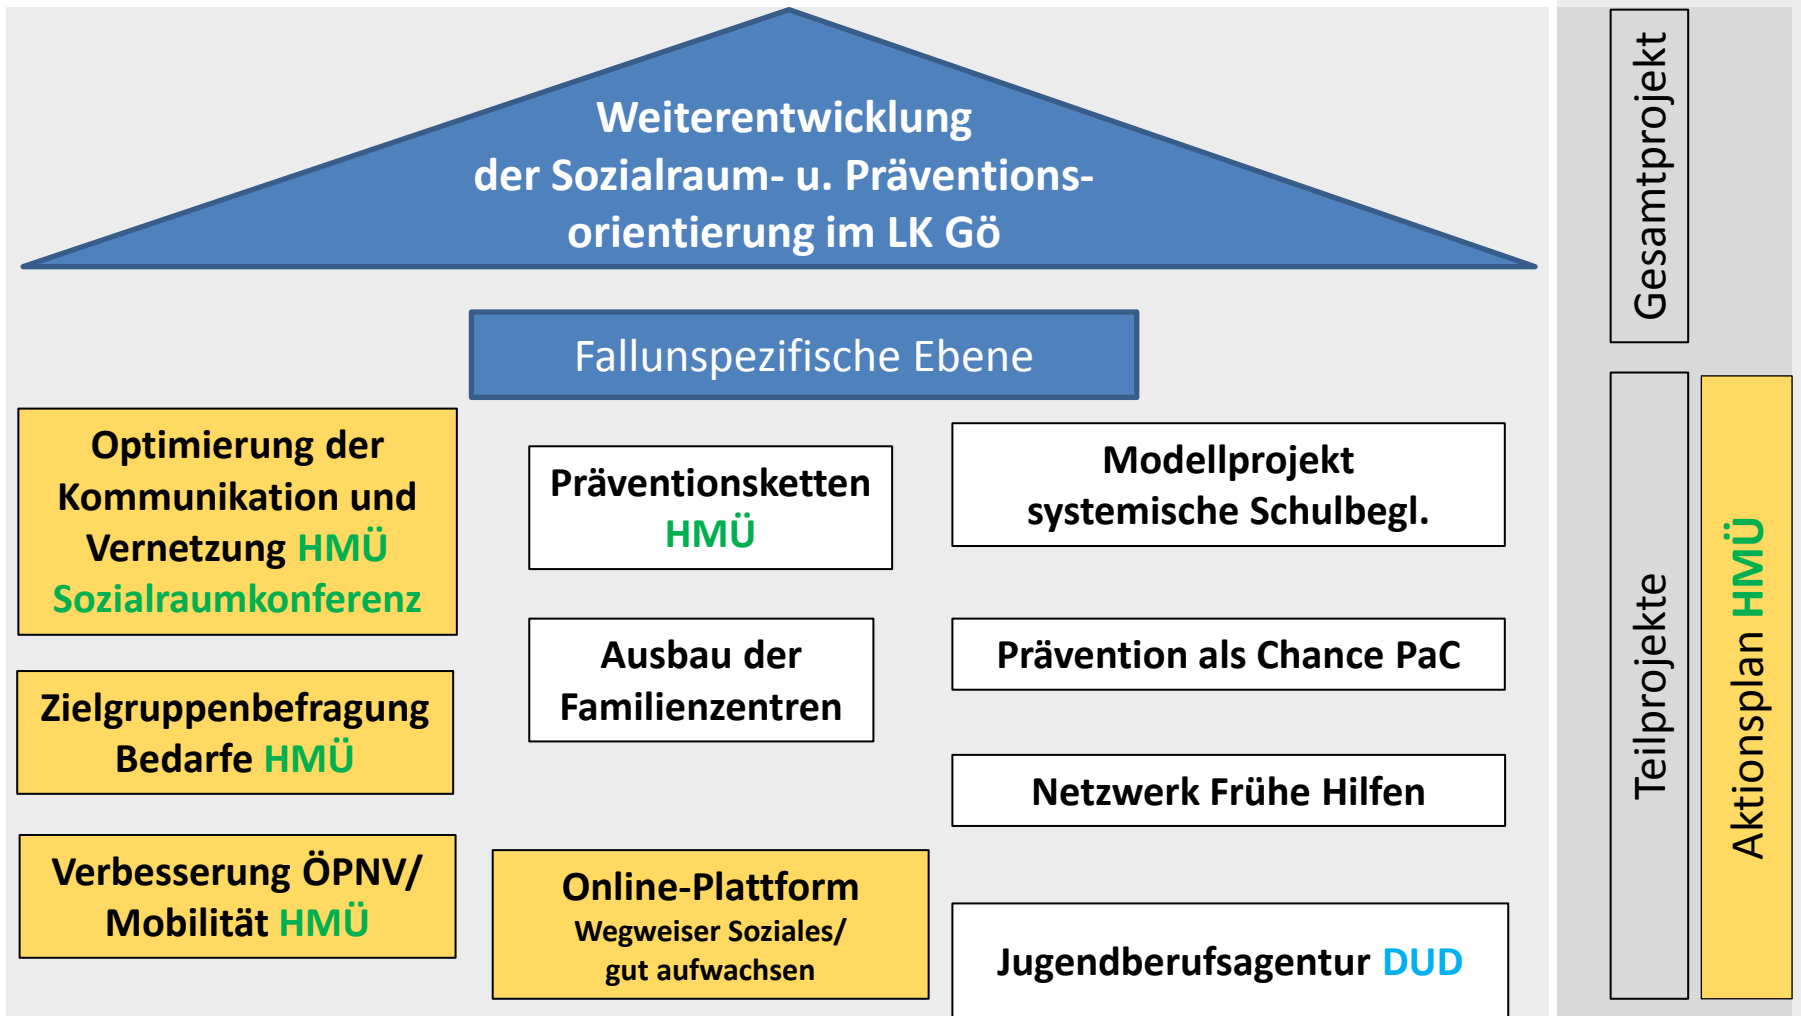 Weiterentwicklung
der Sozialraum- u. Präventions-
orientierung im LK Gö
Fallunspezifische Ebene
Optimierung der
Kommunikation und
Vernetzung HMÜ
Sozialraumkonferenz
Zielgruppenbefragung
Bedarfe HMÜ
Verbesserung ÖPNV/
Mobilität HMÜ
Präventionsketten
HMÜ
Ausbau der
Familienzentren
Online-Plattform
Wegweiser Soziales/
gut aufwachsen
Modellprojekt
systemische Schulbegl.
Prävention als Chance PaC
Netzwerk Frühe Hilfen
Jugendberufsagentur DUD
Gesamtprojekt
Teilprojekte
Aktionsplan HMÜ